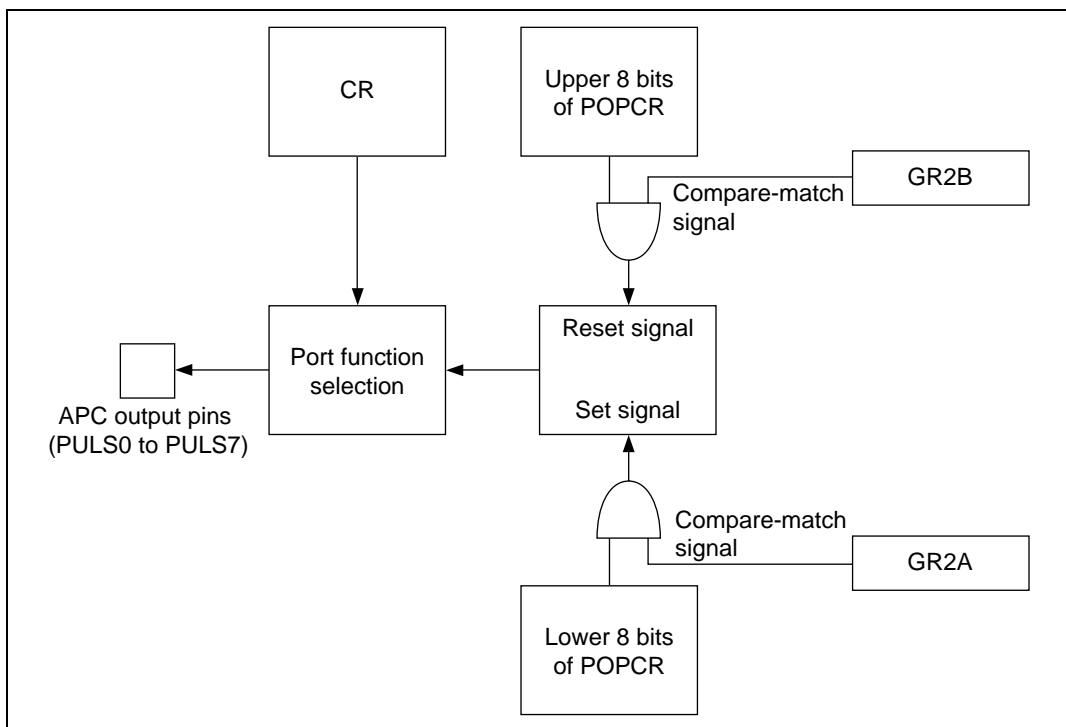 CR
Upper 8 bits
of POPCR
GR2B
Compare-match
signal
Port function
selection
Reset signal
Set signal
APC output pins
(PULS0 to PULS7)
Compare-match
signal
GR2A
Lower 8 bits
of POPCR